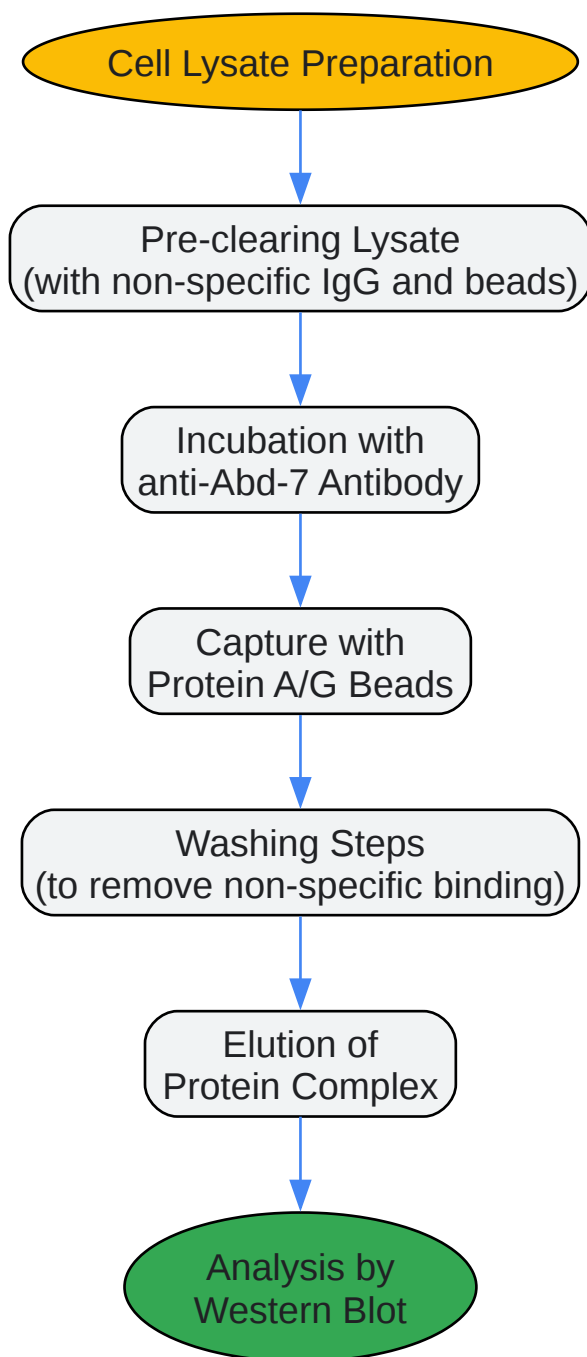 Cell Lysate Preparation
Pre-clearing Lysate
(with non-specific IgG and beads)
Incubation with
anti-Abd-7 Antibody
Capture with
Protein A/G Beads
Washing Steps
(to remove non-specific binding)
Elution of
Protein Complex
Analysis by
Western Blot